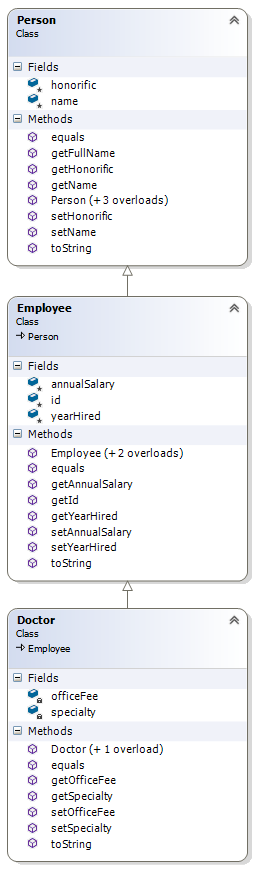 Person
Class
Fields
honorific
name
Methods
equals
getFullName
getHonorific
getName
Person (+ 3 overloads)
setHonorific
setName
toString
Employee
Class
Person
Fields
annualSalary
id
yearHired
Methods
Employee (+ 2 overloads)
equals
getAnnualSalary
getId
getYearHired
setAnnualSalary
setYearHired
toString
Doctor
Class
Employee
Fields
officeFee
specialty
Methods
Doctor (+ 1 overload)
equals
getOfficeFee
getSpecialty
setOfficeFee
setSpecialty
toString